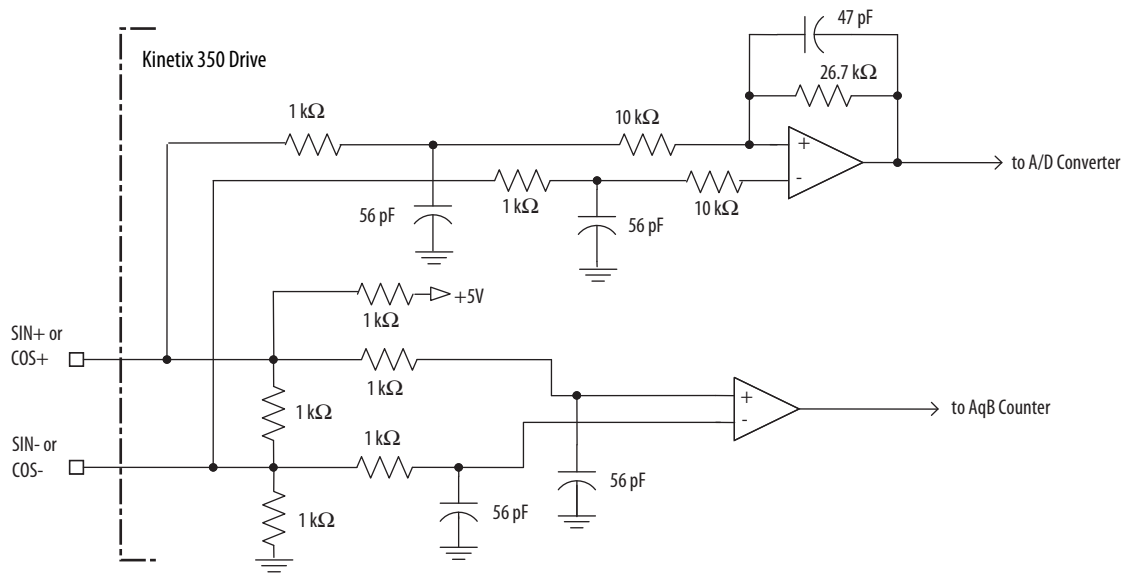 47 pF
Kinetix 350 Drive
26.7 kΩ
1 kΩ
10 kΩ
+
to A/D Converter
-
56 pF
1 kΩ
10 kΩ
56 pF
+5V
1 kΩ
SIN+ or
COS+
1 kΩ
1 kΩ
+
to AqB Counter
-
SIN- or
COS-
1 kΩ
56 pF
56 pF
1 kΩ